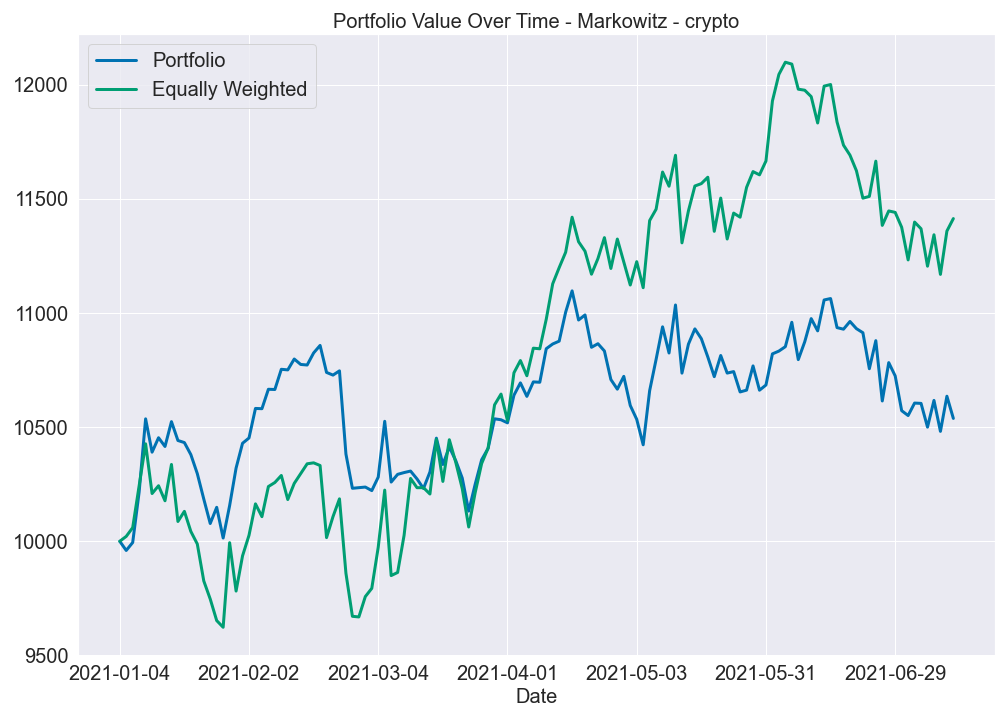 Portfolio Value Over Time - Markowitz - crypto
Portfolio
Equally Weighted
12000
11500
11000
10500
10000
9500
2021-01-04 2021-02-02 2021-03-04 2021-04-01 2021-05-03 2021-05-31 2021-06-29
Date